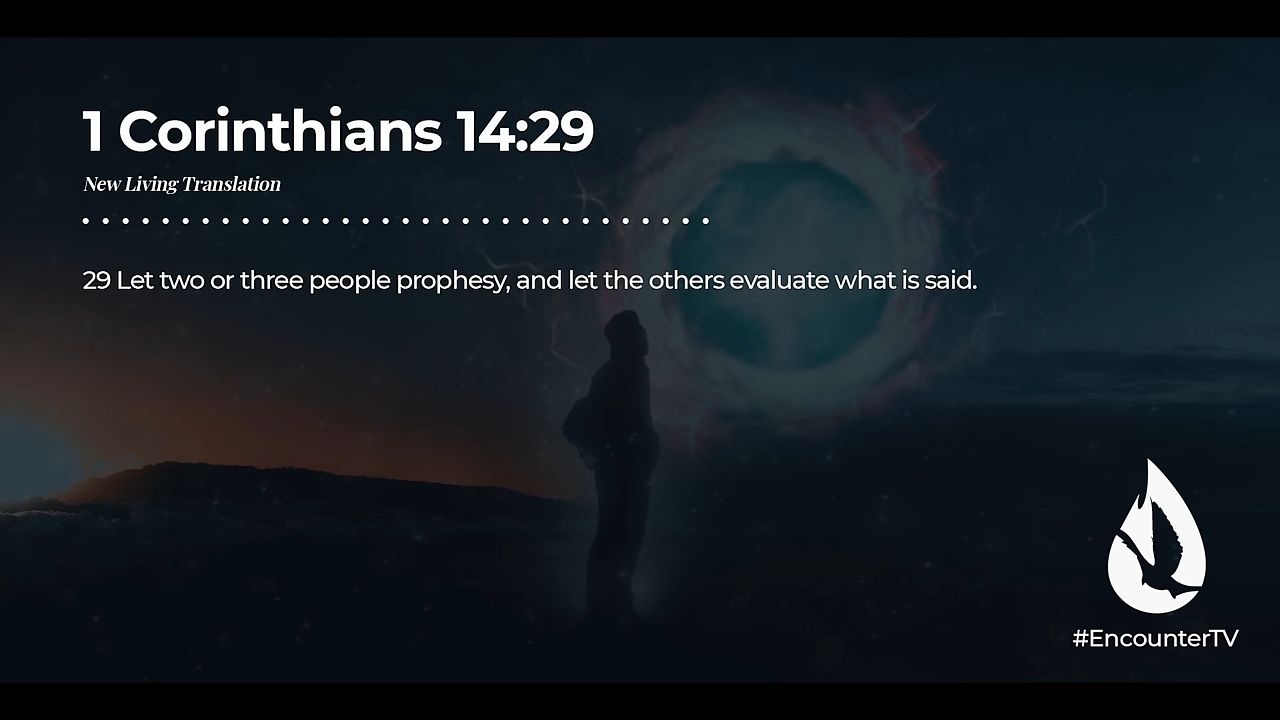 1 Corinthians 14:29
New Living Translation
29 Let two or three people prophesy, and let the others evaluate what is said.
#EncounterTV